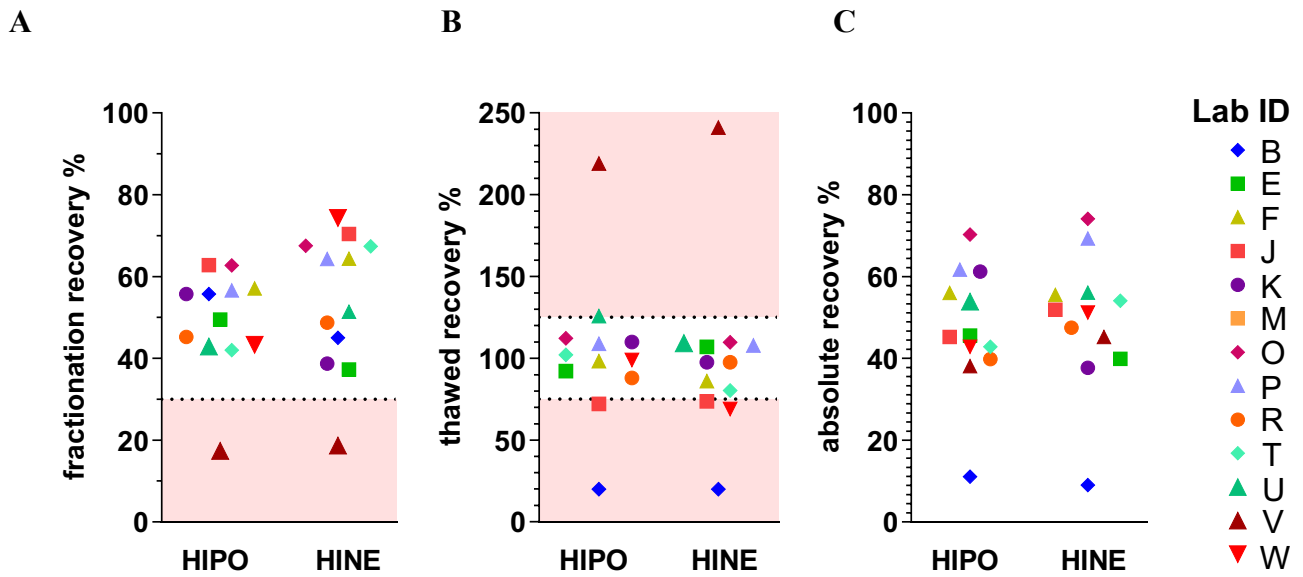 A
B
C
fractionation recovery %
100
80
60
40
20
0
HIPO
HINE
thawed recovery %
250
200
150
100
50
0
HIPO
HINE
absolute recovery %
100
80
60
40
20
0
HIPO
HINE
Lab ID
B
E
F
J
K
M
O
P
R
T
U
V
W